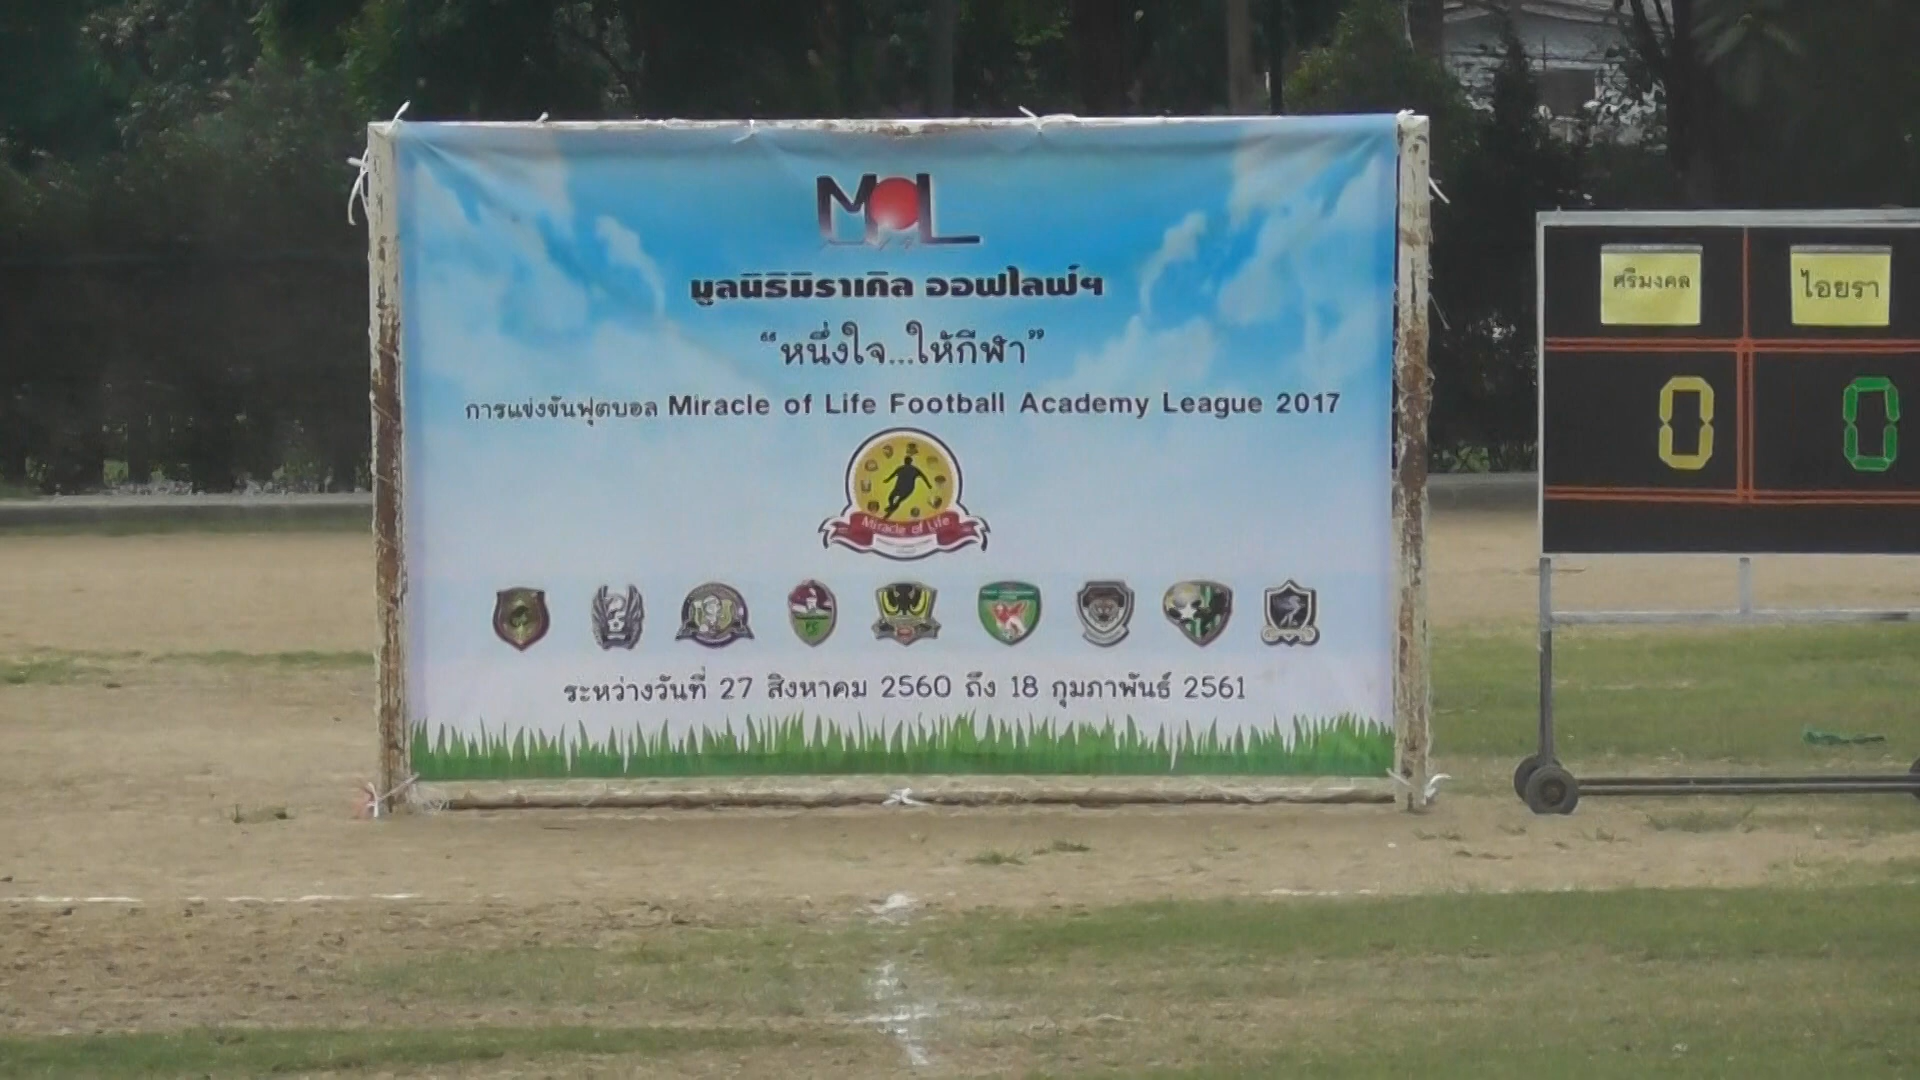 MOL
มูลนิธิมิราเคิล ออฟไลฟ์ฯ
“หนึ่งใจ...ให้กีฬา”
การแข่งขันฟุตบอล Miracle of Life Football Academy League 2017
Miracle of Life
ระหว่างวันที่ 27 สิงหาคม 2560 ถึง 18 กุมภาพันธ์ 2561
ศรีมงคล ไอยรา
0 0